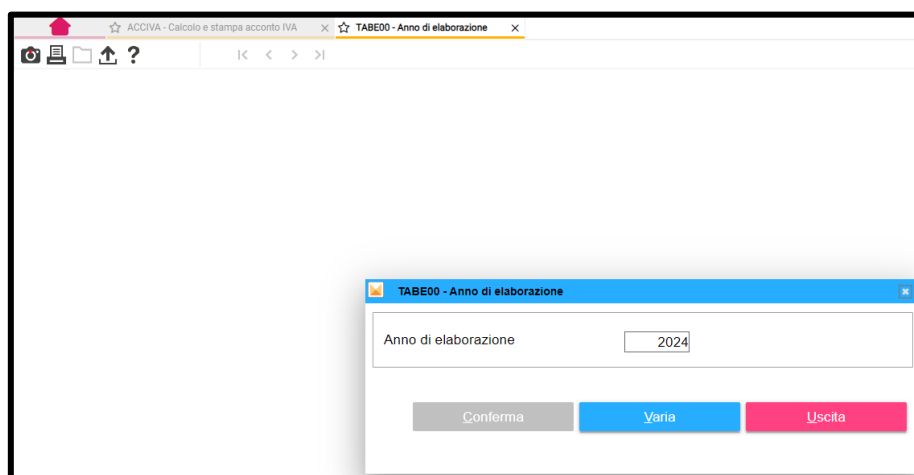 ACCIVA - Calcolo e stampa acconto IVA X TABE00 - Anno di elaborazione X
?
TABE00 - Anno di elaborazione
Anno di elaborazione 2024
Conferma Varia Uscita